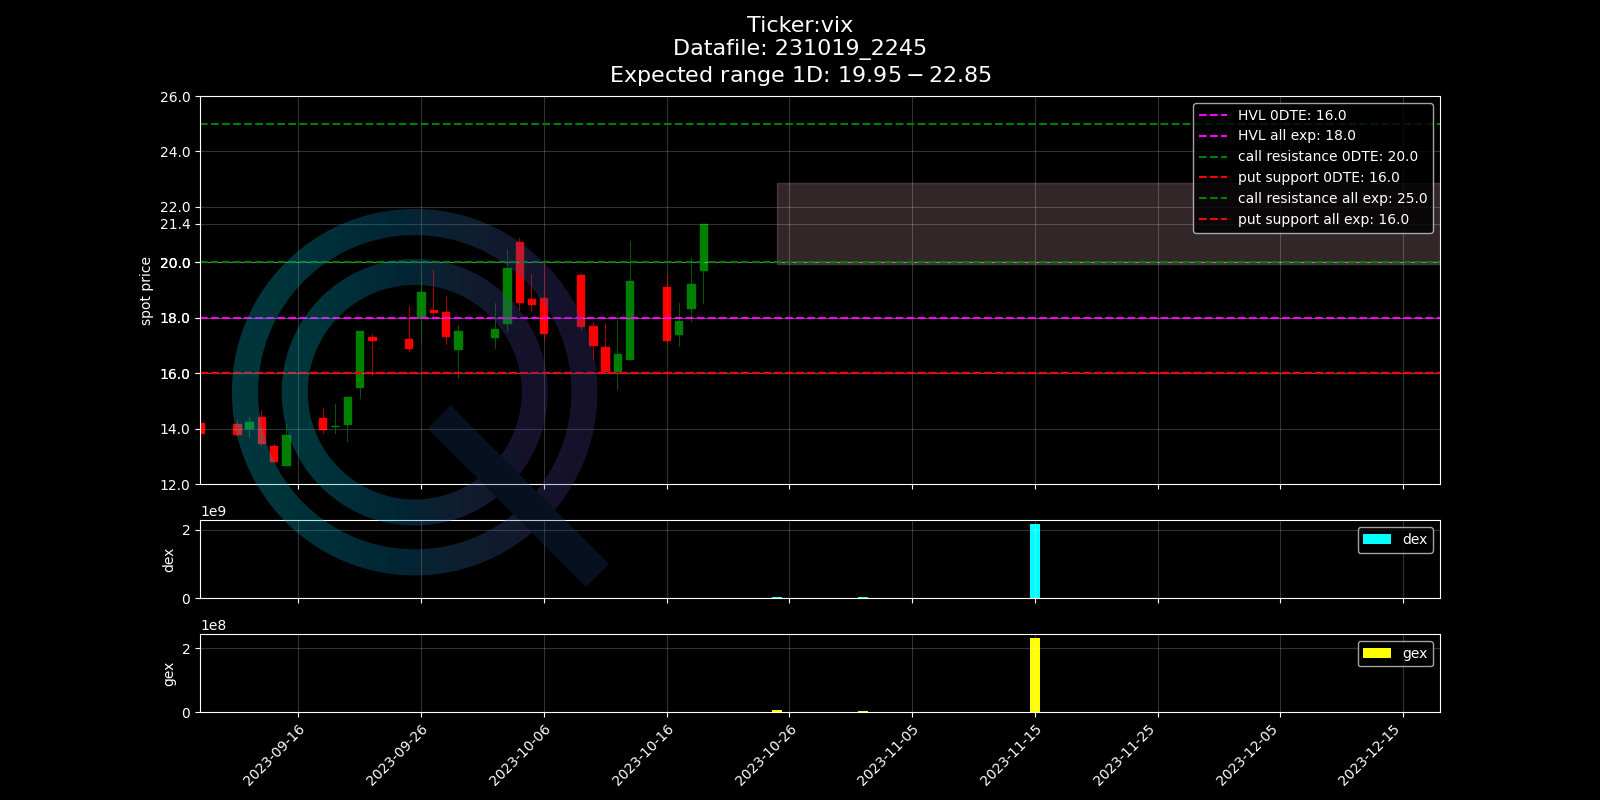 Ticker:vix
Datafile: 231019_2245
Expected range 1D: 19.95 − 22.85
26.0
24.0
22.0
21.4
20.0
18.0
16.0
14.0
12.0
spot price
HVL 0DTE: 16.0
HVL all exp: 18.0
call resistance 0DTE: 20.0
put support 0DTE: 16.0
call resistance all exp: 25.0
put support all exp: 16.0
1e9
2
0
dex
dex
1e8
2
0
gex
gex
2023-09-16
2023-09-26
2023-10-06
2023-10-16
2023-10-26
2023-11-05
2023-11-15
2023-11-25
2023-12-05
2023-12-15